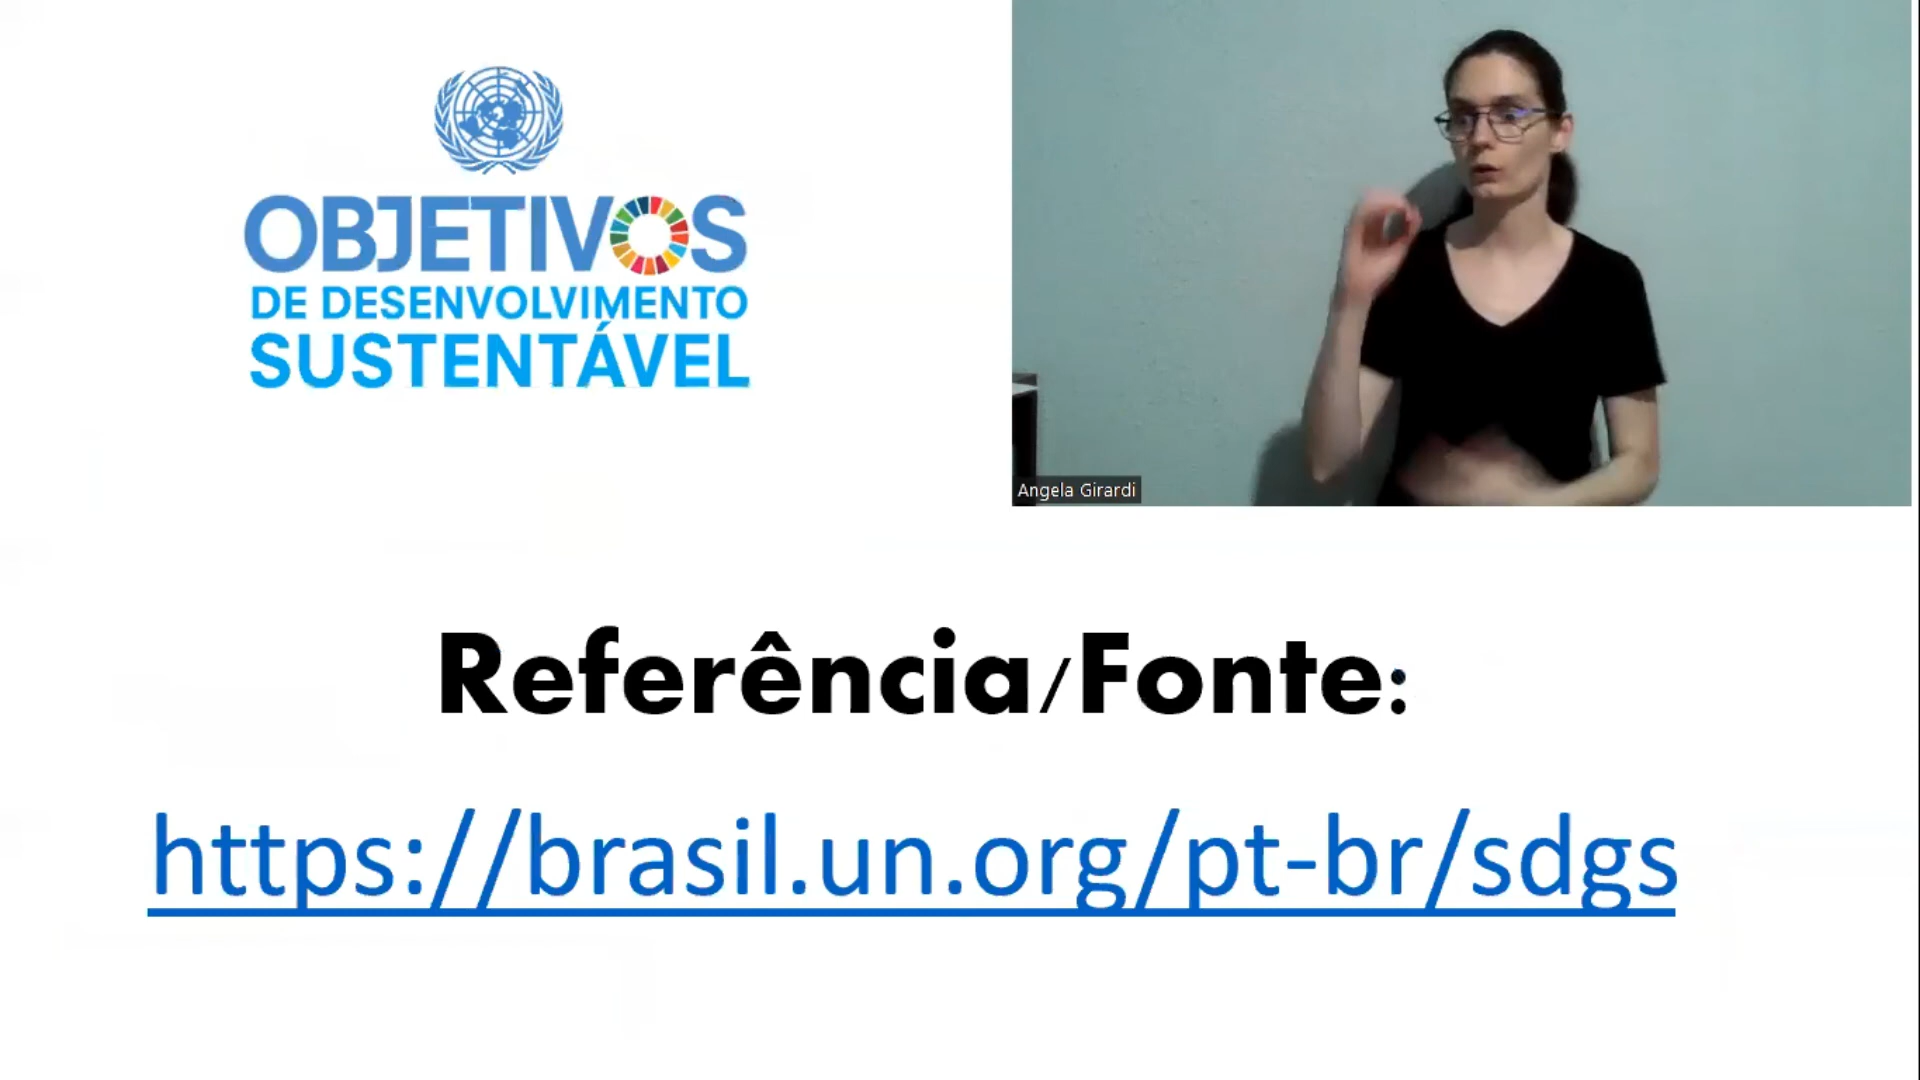 OBJETIVOS
DE DESENVOLVIMENTO
SUSTENTÁVEL
Angela Girardi
Referência/Fonte:
https://brasil.un.org/pt-br/sdgs